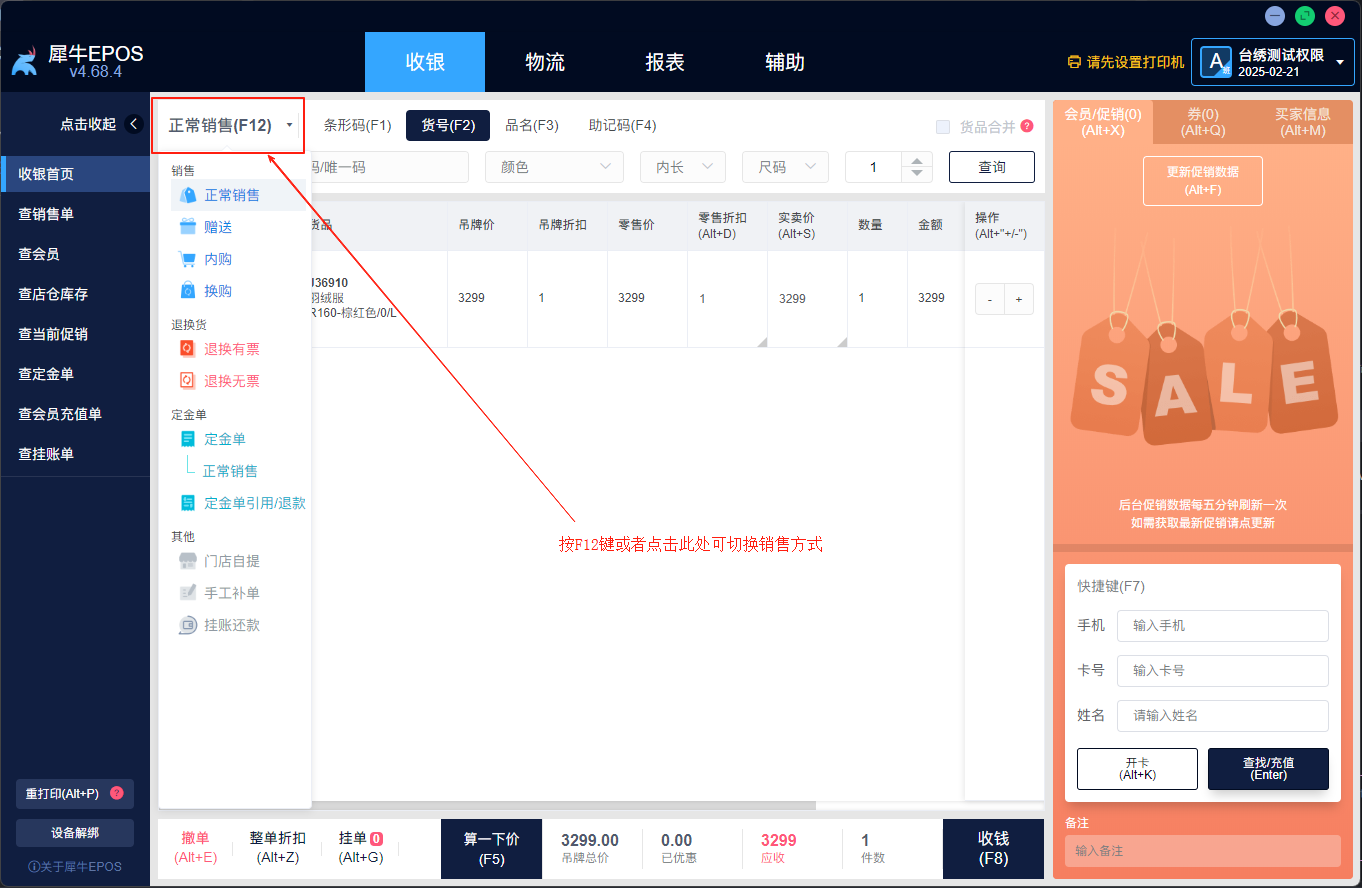 犀牛EPOS
v4.68.4
收银
物流
报表
辅助
请先设置打印机
A
班
台绣测试权限
2025-02-21
点击收起
收银首页
查销售单
查会员
查店仓库存
查当前促销
查定金单
查会员充值单
查挂账单
重打印(Alt+P) ?
设备解绑
关于犀牛EPOS
正常销售(F12)
条形码(F1)
货号(F2)
品名(F3)
助记码(F4)
货品合并 ?
码/唯一码
颜色
内长
尺码
1
查询
销售
正常销售
赠送
内购
换购
退换货
退换有票
退换无票
定金单
定金单
正常销售
定金单引用/退款
其他
门店自提
手工补单
挂账还款
货品
吊牌价
吊牌折扣
零售价
零售折扣
(Alt+D)
实卖价
(Alt+S)
数量
金额
操作
(Alt+"+/-")
J36910
羽绒服
R160-棕红色/0/L
3299
1
3299
1
3299
1
3299
-
+
按F12键或者点击此处可切换销售方式
撤单
(Alt+E)
整单折扣
(Alt+Z)
挂单 0
(Alt+G)
算一下价
(F5)
3299.00
吊牌总价
0.00
已优惠
3299
应收
1
件数
收钱
(F8)
会员/促销(0)
(Alt+X)
券(0)
(Alt+Q)
买家信息
(Alt+M)
更新促销数据
(Alt+F)
SALE
后台促销数据每五分钟刷新一次
如需获取最新促销请点更新
快捷键(F7)
手机
输入手机
卡号
输入卡号
姓名
请输入姓名
开卡
(Alt+K)
查找/充值
(Enter)
备注
输入备注